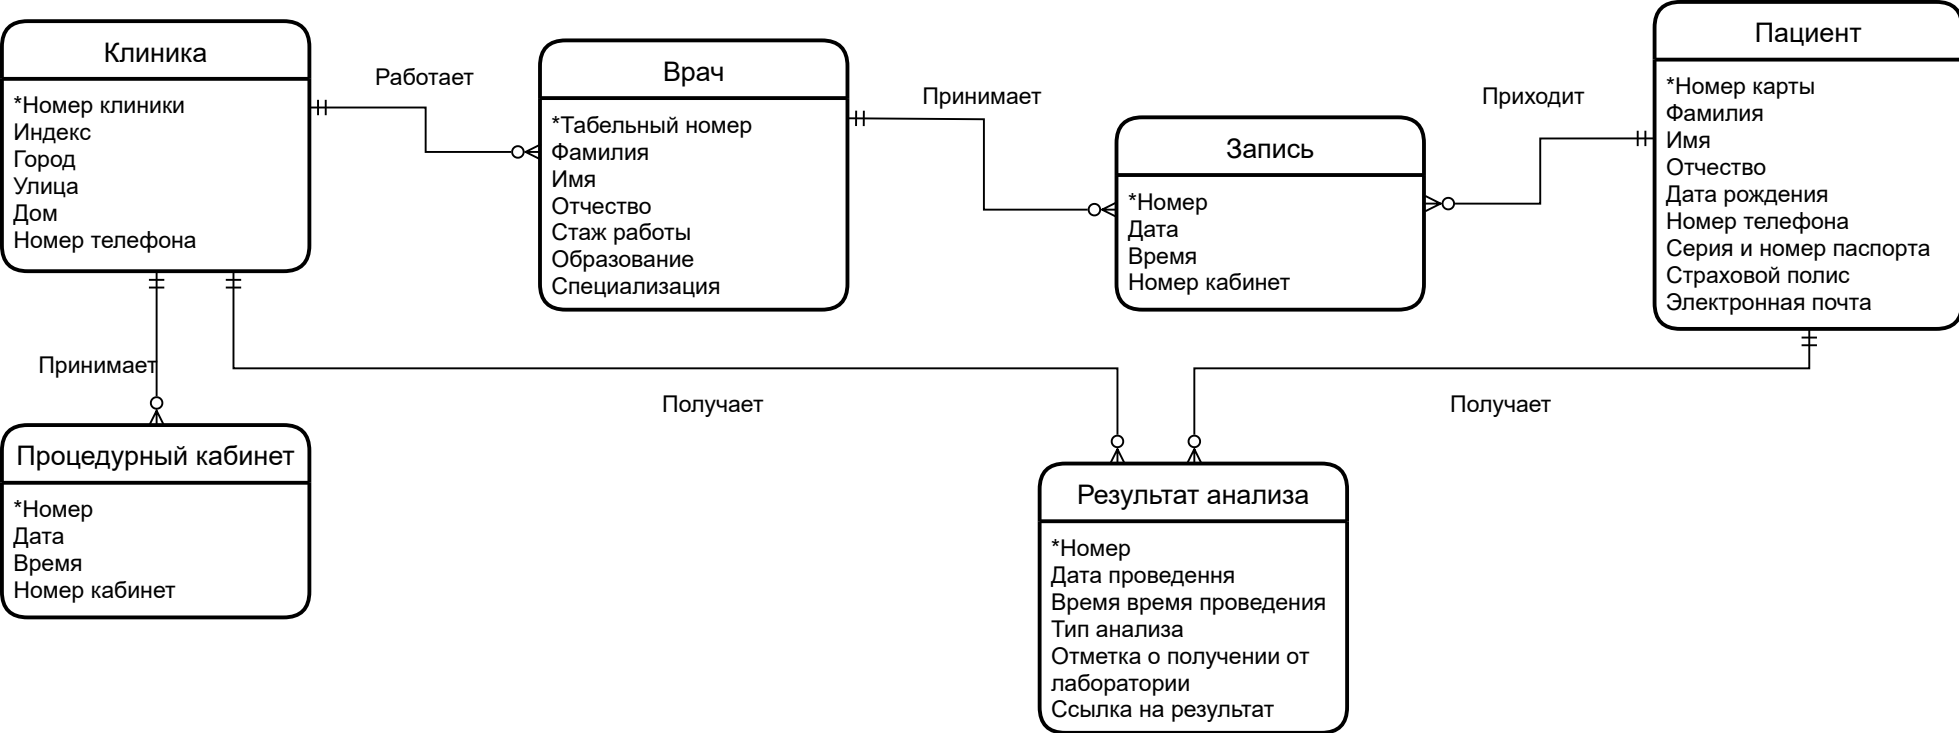 Клиника
*Номер клиники
Индекс
Город
Улица
Дом
Номер телефона
Работает
Врач
*Табельный номер
Фамилия
Имя
Отчество
Стаж работы
Образование
Специализация
Принимает
Запись
*Номер
Дата
Время
Номер кабинет
Приходит
Пациент
*Номер карты
Фамилия
Имя
Отчество
Дата рождения
Номер телефона
Серия и номер паспорта
Страховой полис
Электронная почта
Принимает
Получает
Получает
Процедурный кабинет
*Номер
Дата
Время
Номер кабинет
Результат анализа
*Номер
Дата проведення
Время время проведения
Тип анализа
Отметка о получении от
лаборатории
Ссылка на результат